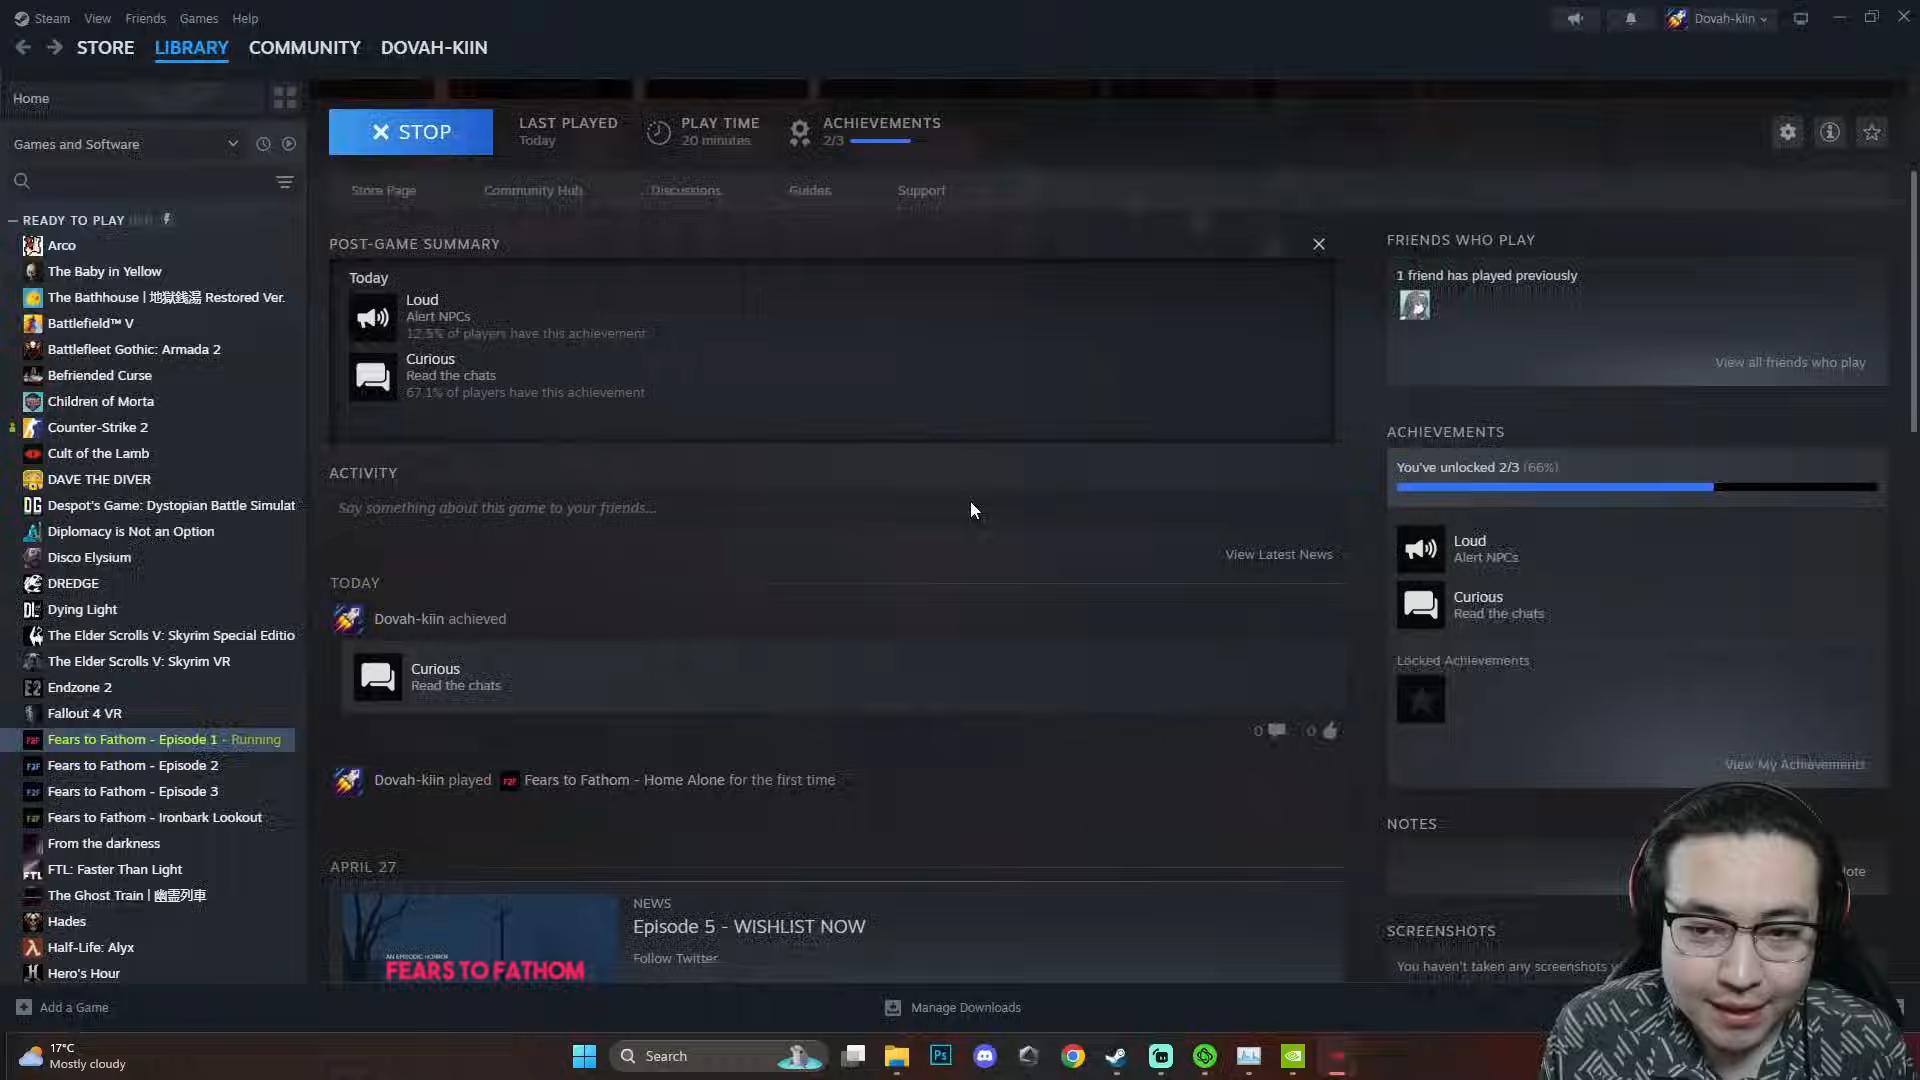 Steam View Friends Games Help
Dovah-kiin
STORE LIBRARY COMMUNITY DOVAH-KIIN
Home
Games and Software
READY TO PLAY
Arco
The Baby in Yellow
The Bathhouse | 地獄銭湯 Restored Ver.
Battlefield™ V
Battlefleet Gothic: Armada 2
Befriended Curse
Children of Morta
Counter-Strike 2
Cult of the Lamb
DAVE THE DIVER
Despot's Game: Dystopian Battle Simulat
Diplomacy is Not an Option
Disco Elysium
DREDGE
Dying Light
The Elder Scrolls V: Skyrim Special Editio
The Elder Scrolls V: Skyrim VR
Endzone 2
Fallout 4 VR
Fears to Fathom - Episode 1 - Running
Fears to Fathom - Episode 2
Fears to Fathom - Episode 3
Fears to Fathom - Ironbark Lookout
From the darkness
FTL: Faster Than Light
The Ghost Train | 幽霊列車
Hades
Half-Life: Alyx
Hero's Hour
Add a Game
STOP
LAST PLAYED
Today
PLAY TIME
20 minutes
ACHIEVEMENTS
2/3
Store Page Community Hub Discussions Guides Support
POST-GAME SUMMARY
Today
Loud
Alert NPCs
12.5% of players have this achievement
Curious
Read the chats
67.1% of players have this achievement
ACTIVITY
Say something about this game to your friends...
View Latest News
TODAY
Dovah-kiin achieved
Curious
Read the chats
0 0
Dovah-kiin played F2F Fears to Fathom - Home Alone for the first time
APRIL 27
AN EPISODIC HORROR
FEARS TO FATHOM
NEWS
Episode 5 - WISHLIST NOW
Follow Twitter
FRIENDS WHO PLAY
1 friend has played previously
View all friends who play
ACHIEVEMENTS
You've unlocked 2/3 (66%)
Loud
Alert NPCs
Curious
Read the chats
Locked Achievements
View My Achievements
NOTES
SCREENSHOTS
You haven't taken any screenshots
Manage Downloads
17°C
Mostly cloudy
Search
Ps